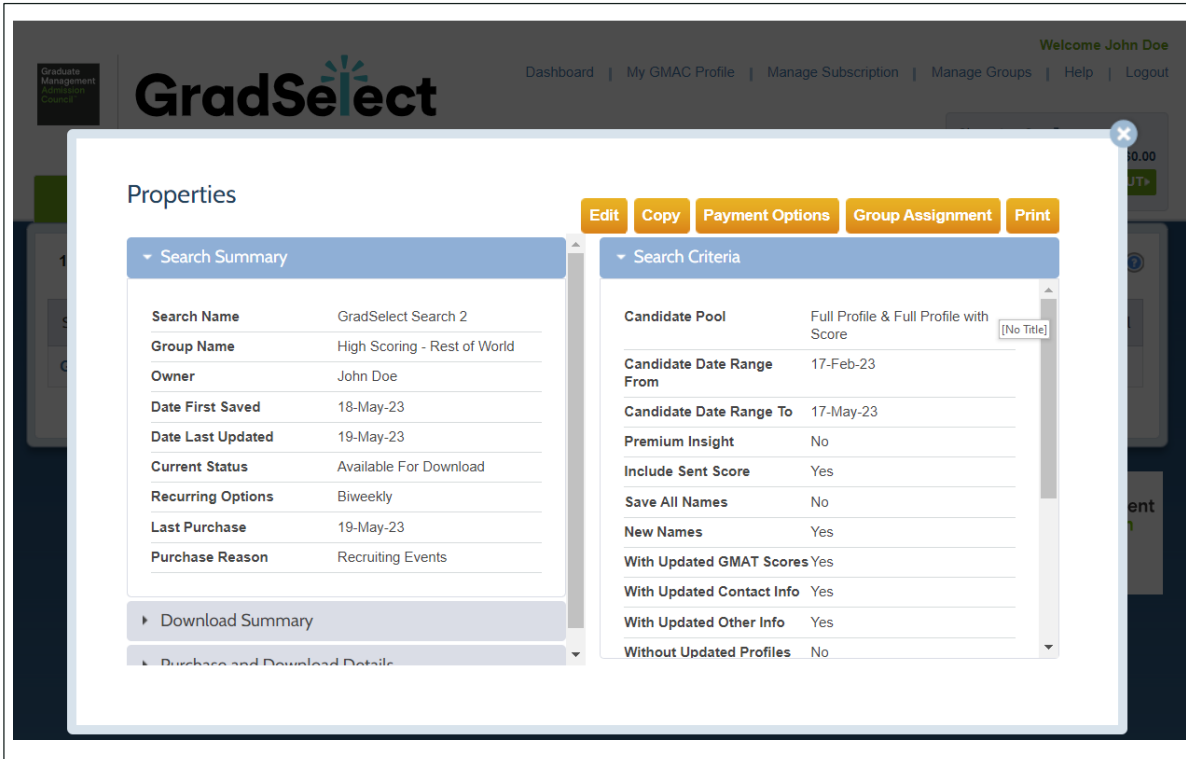 Welcome John Doe
Graduate
Management
Admission
Council
GradSelect
Dashboard | My GMAC Profile | Manage Subscription | Manage Groups | Help | Logout
Properties
Edit
Copy
Payment Options
Group Assignment
Print
Search Summary
Search Name GradSelect Search 2
Group Name High Scoring - Rest of World
Owner John Doe
Date First Saved 18-May-23
Date Last Updated 19-May-23
Current Status Available For Download
Recurring Options Biweekly
Last Purchase 19-May-23
Purchase Reason Recruiting Events
Download Summary
Purchase and Download Details
Search Criteria
Candidate Pool Full Profile & Full Profile with
Score
[No Title]
Candidate Date Range 17-Feb-23
From
Candidate Date Range To 17-May-23
Premium Insight No
Include Sent Score Yes
Save All Names No
New Names Yes
With Updated GMAT Scores Yes
With Updated Contact Info Yes
With Updated Other Info Yes
Without Updated Profiles No